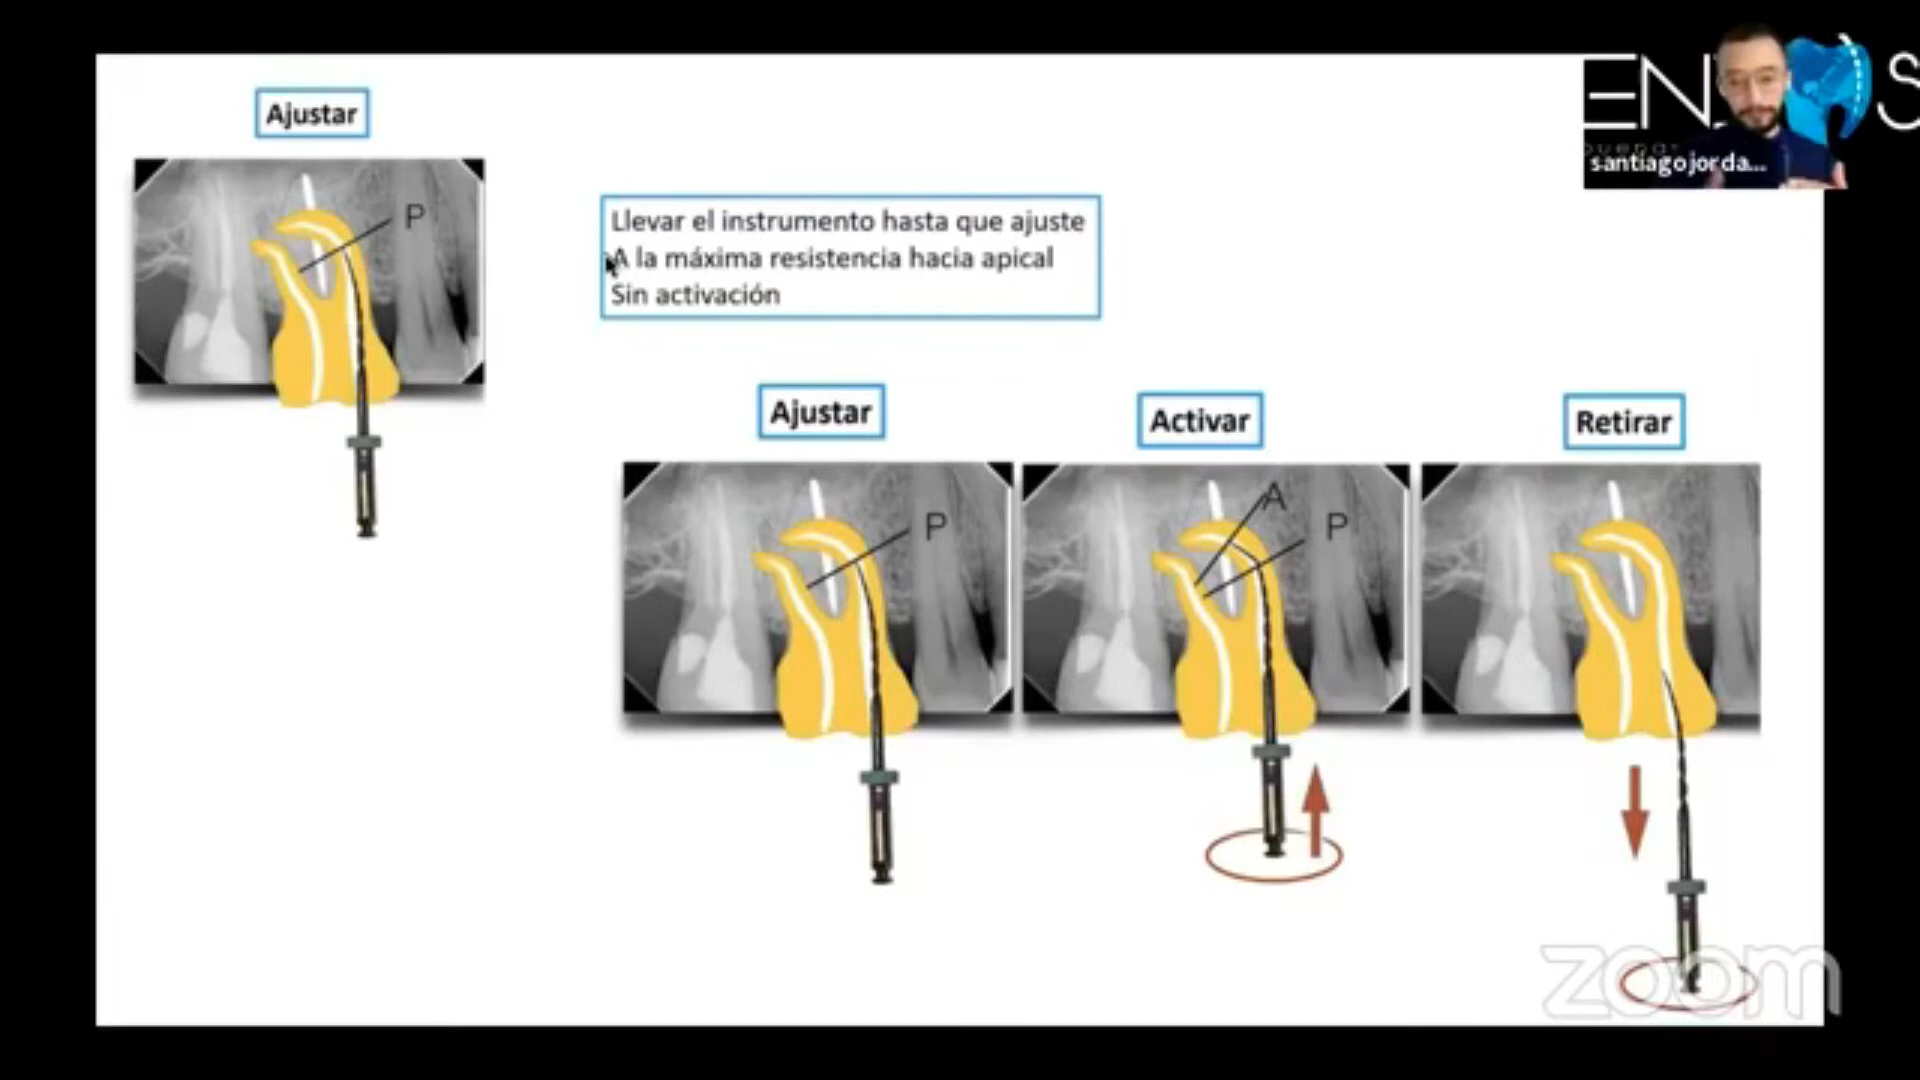 Ajustar
P
Llevar el instrumento hasta que ajuste
A la máxima resistencia hacia apical
Sin activación
EN
S
santiagojorda...
Ajustar
Activar
Retirar
P
A
P
zoom